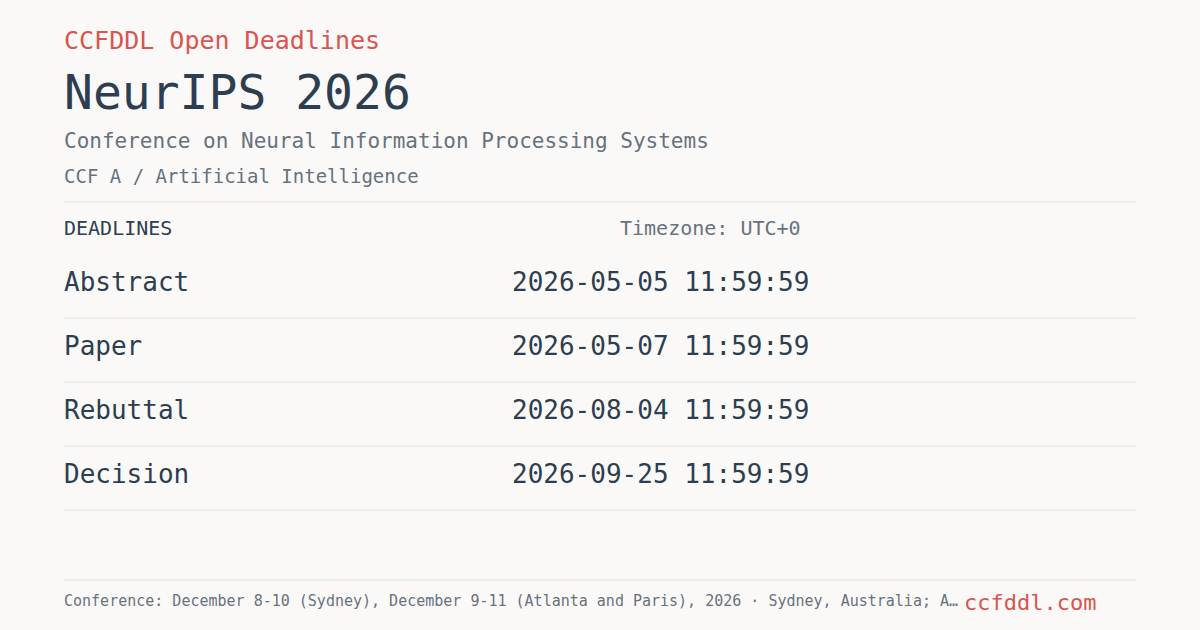 CCFDDL Open Deadlines
NeurIPS 2026
Conference on Neural Information Processing Systems
CCF A / Artificial Intelligence
DEADLINES Timezone: UTC+0
Abstract 2026-05-05 11:59:59
Paper 2026-05-07 11:59:59
Rebuttal 2026-08-04 11:59:59
Decision 2026-09-25 11:59:59
Conference: December 8-10 (Sydney), December 9-11 (Atlanta and Paris), 2026 · Sydney, Australia; A… ccfddl.com